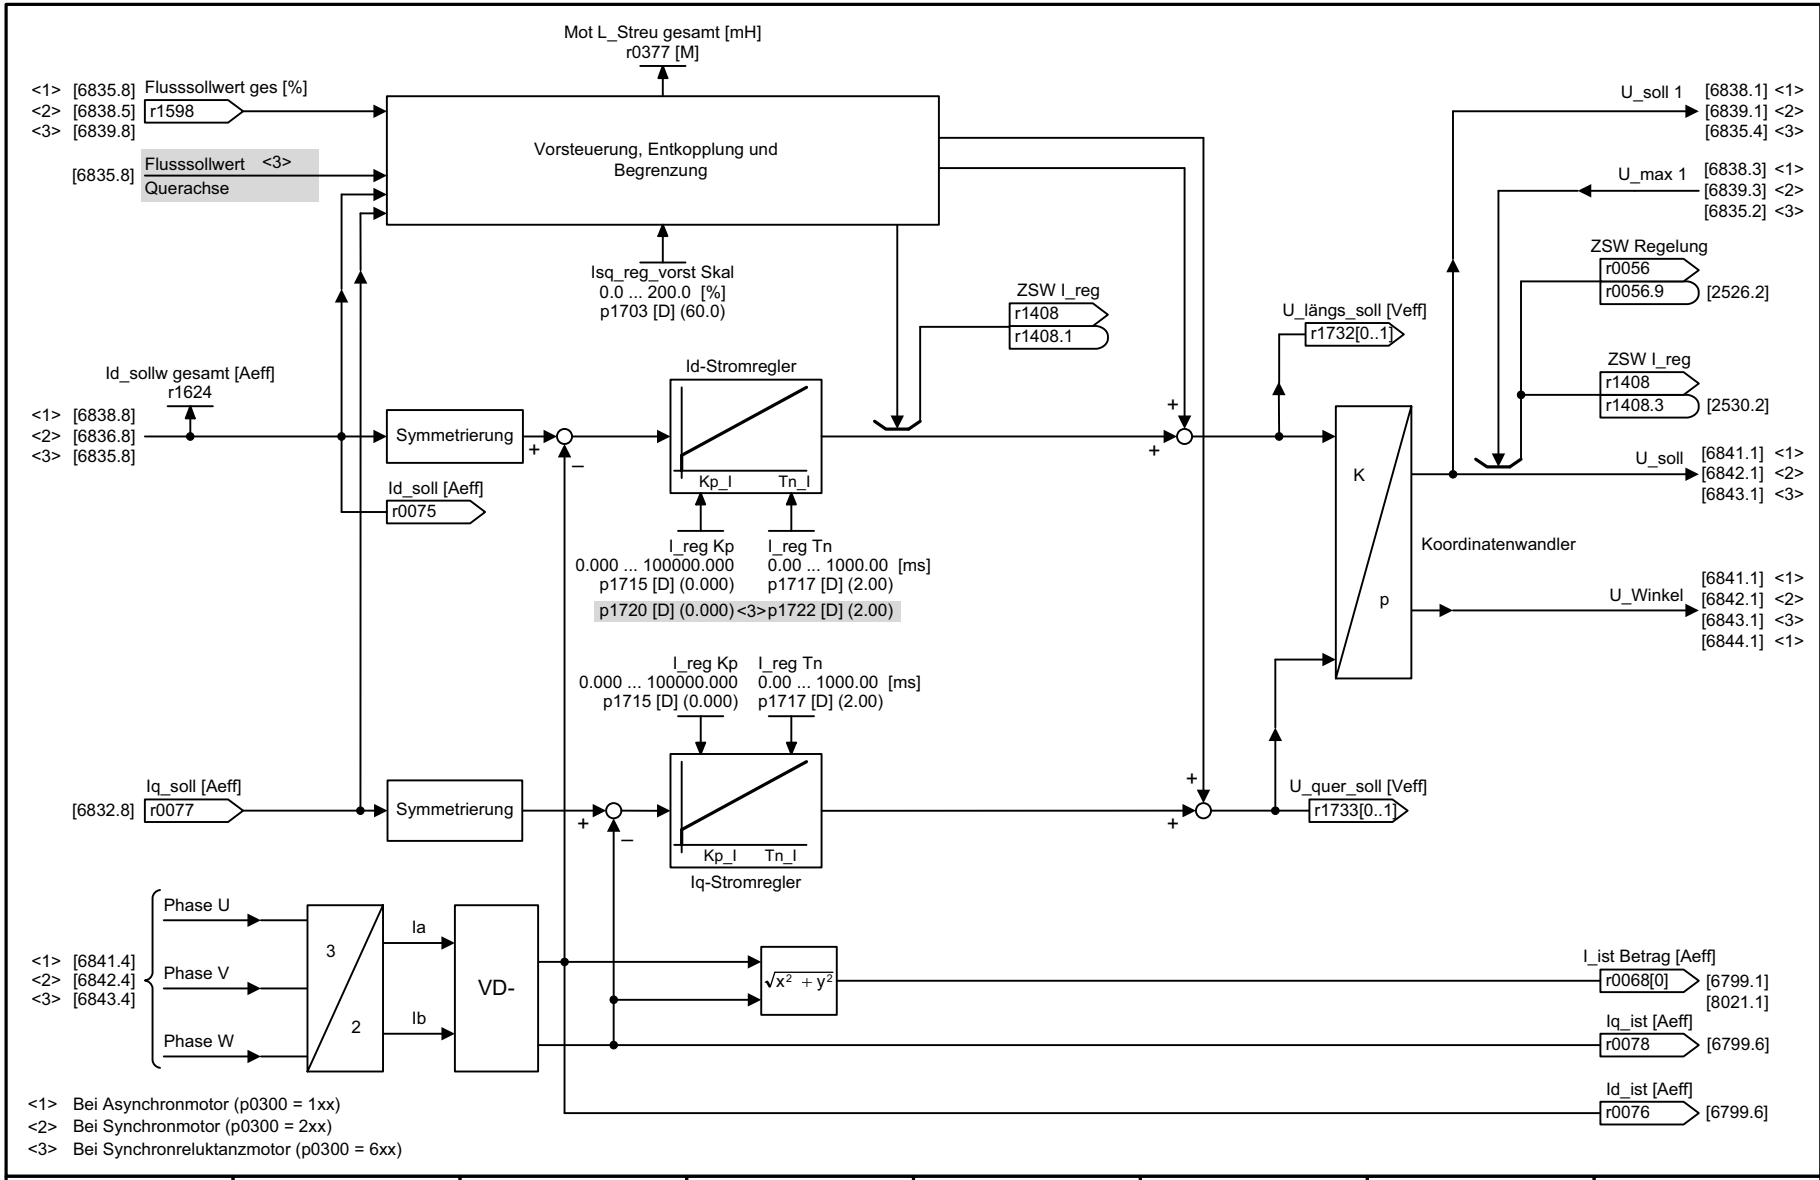 Mot L_Streu gesamt [mH]
r0377 [M]
<1> [6835.8] Flusssollwert ges [%]
<2> [6838.5] r1598
<3> [6839.8]
[6835.8] Flusssollwert <3>
Querachse
Vorsteuerung, Entkopplung und
Begrenzung
U_soll 1
[6838.1] <1>
[6839.1] <2>
[6835.4] <3>
U_max 1
[6838.3] <1>
[6839.3] <2>
[6835.2] <3>
Isq_reg_vorst Skal
0.0 ... 200.0 [%]
p1703 [D] (60.0)
ZSW I_reg
r1408
r1408.1
ZSW Regelung
r0056
r0056.9 [2526.2]
U_längs_soll [Veff]
r1732[0..1]
ZSW I_reg
r1408
r1408.3 [2530.2]
Id_sollw gesamt [Aeff]
r1624
<1> [6838.8]
<2> [6836.8]
<3> [6835.8]
Symmetrierung
+
–
Id_soll [Aeff]
r0075
Id-Stromregler
Kp_I Tn_I
+
+
I_reg Kp
0.000 ... 100000.000
p1715 [D] (0.000)
I_reg Tn
0.00 ... 1000.00 [ms]
p1717 [D] (2.00)
p1720 [D] (0.000) <3> p1722 [D] (2.00)
K
p
Koordinatenwandler
U_soll
[6841.1] <1>
[6842.1] <2>
[6843.1] <3>
U_Winkel
[6841.1] <1>
[6842.1] <2>
[6843.1] <3>
[6844.1] <1>
I_reg Kp
0.000 ... 100000.000
p1715 [D] (0.000)
I_reg Tn
0.00 ... 1000.00 [ms]
p1717 [D] (2.00)
Iq_soll [Aeff]
[6832.8] r0077
Symmetrierung
+
–
Kp_I Tn_I
Iq-Stromregler
+
+
U_quer_soll [Veff]
r1733[0..1]
Phase U
Phase V
Phase W
<1> [6841.4]
<2> [6842.4]
<3> [6843.4]
3
2
Ia
Ib
VD-
√x² + y²
I_ist Betrag [Aeff]
r0068[0] [6799.1]
[8021.1]
Iq_ist [Aeff]
r0078 [6799.6]
Id_ist [Aeff]
r0076 [6799.6]
<1> Bei Asynchronmotor (p0300 = 1xx)
<2> Bei Synchronmotor (p0300 = 2xx)
<3> Bei Synchronreluktanzmotor (p0300 = 6xx)